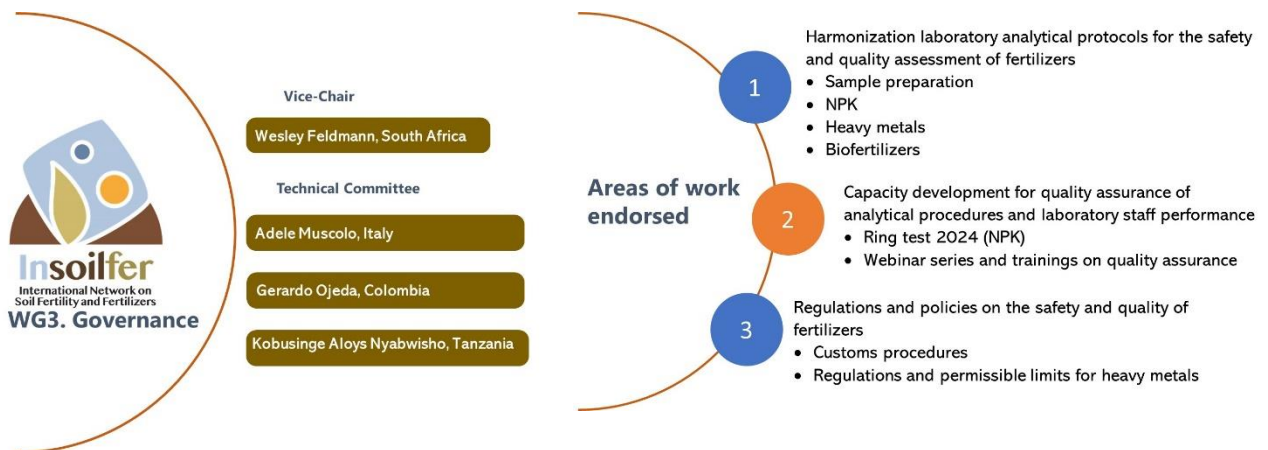 Vice-Chair
Wesley Feldmann, South Africa
Technical Committee
Adele Muscolo, Italy
Gerardo Ojeda, Colombia
Kobusinge Aloys Nyabwisho, Tanzania
Insoilfer
International Network on
Soil Fertility and Fertilizers
WG3. Governance
Areas of work
endorsed
1
Harmonization laboratory analytical protocols for the safety
and quality assessment of fertilizers
• Sample preparation
• NPK
• Heavy metals
• Biofertilizers
2
Capacity development for quality assurance of
analytical procedures and laboratory staff performance
• Ring test 2024 (NPK)
• Webinar series and trainings on quality assurance
3
Regulations and policies on the safety and quality of
fertilizers
• Customs procedures
• Regulations and permissible limits for heavy metals